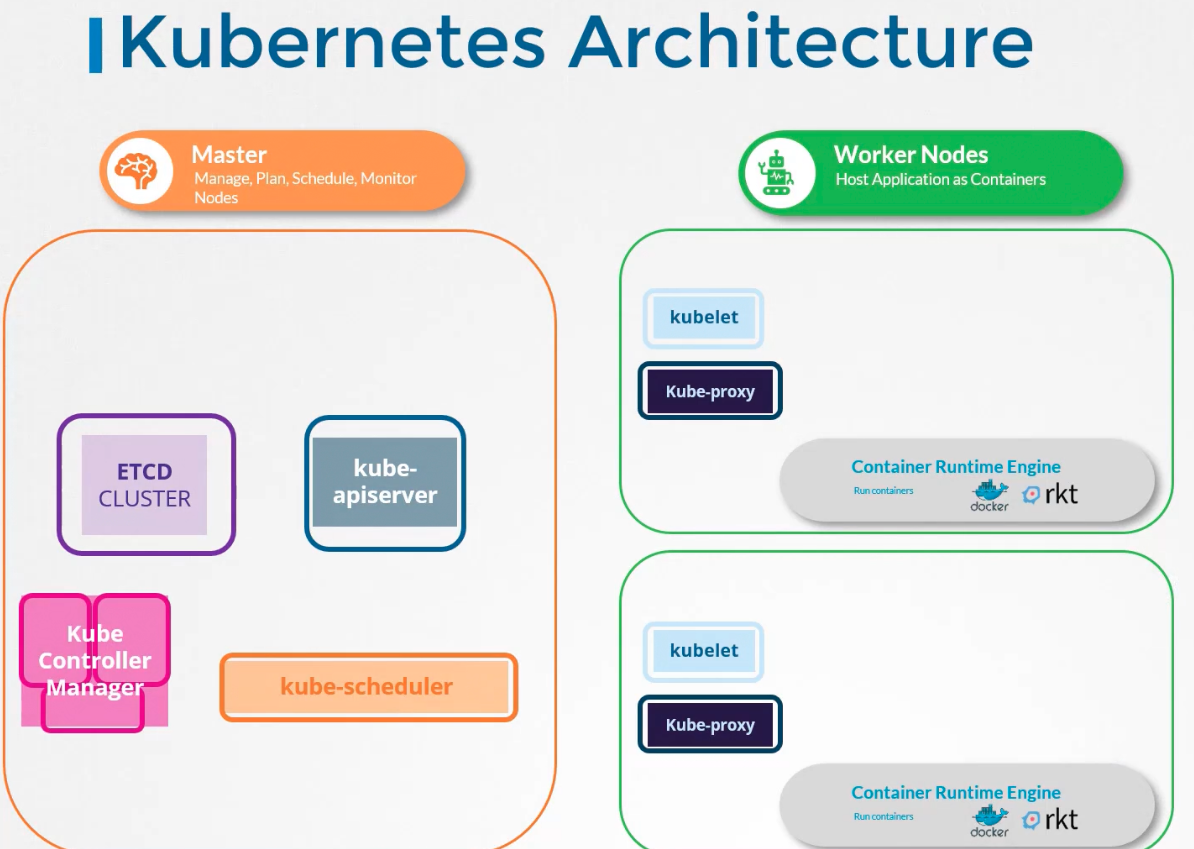 Kubernetes Architecture
Master
Manage, Plan, Schedule, Monitor
Nodes
ETCD
CLUSTER
kube-
apiserver
Kube
Controller
Manager
kube-scheduler
Worker Nodes
Host Application as Containers
kubelet
Kube-proxy
Container Runtime Engine
Run containers
docker
rkt
kubelet
Kube-proxy
Container Runtime Engine
Run containers
docker
rkt